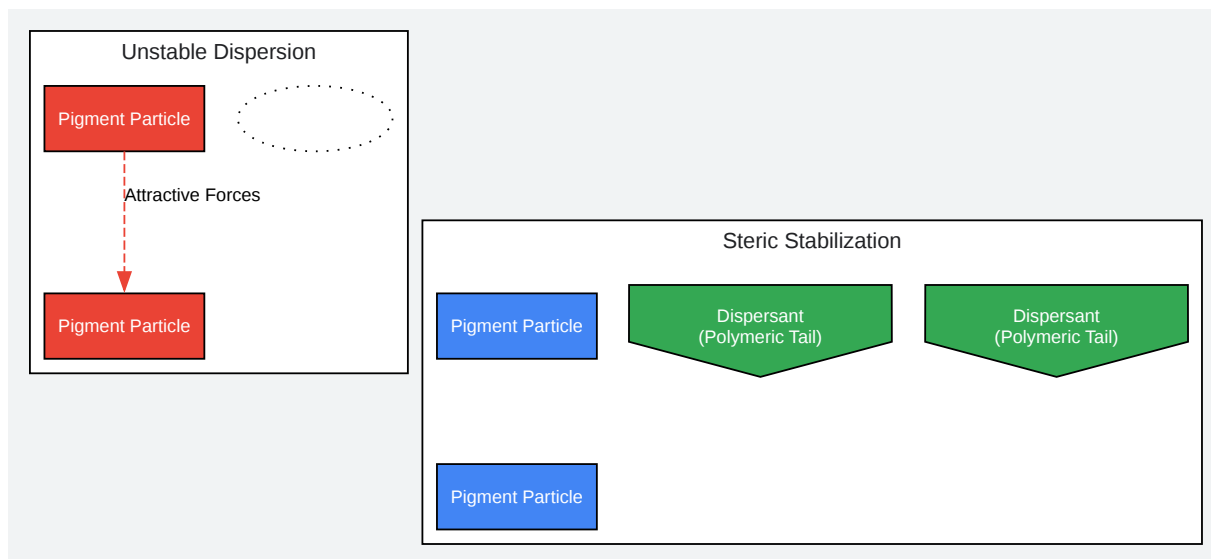 Unstable Dispersion
Pigment Particle
Attractive Forces
Pigment Particle
Steric Stabilization
Pigment Particle
Dispersant
(Polymeric Tail)
Dispersant
(Polymeric Tail)
Pigment Particle